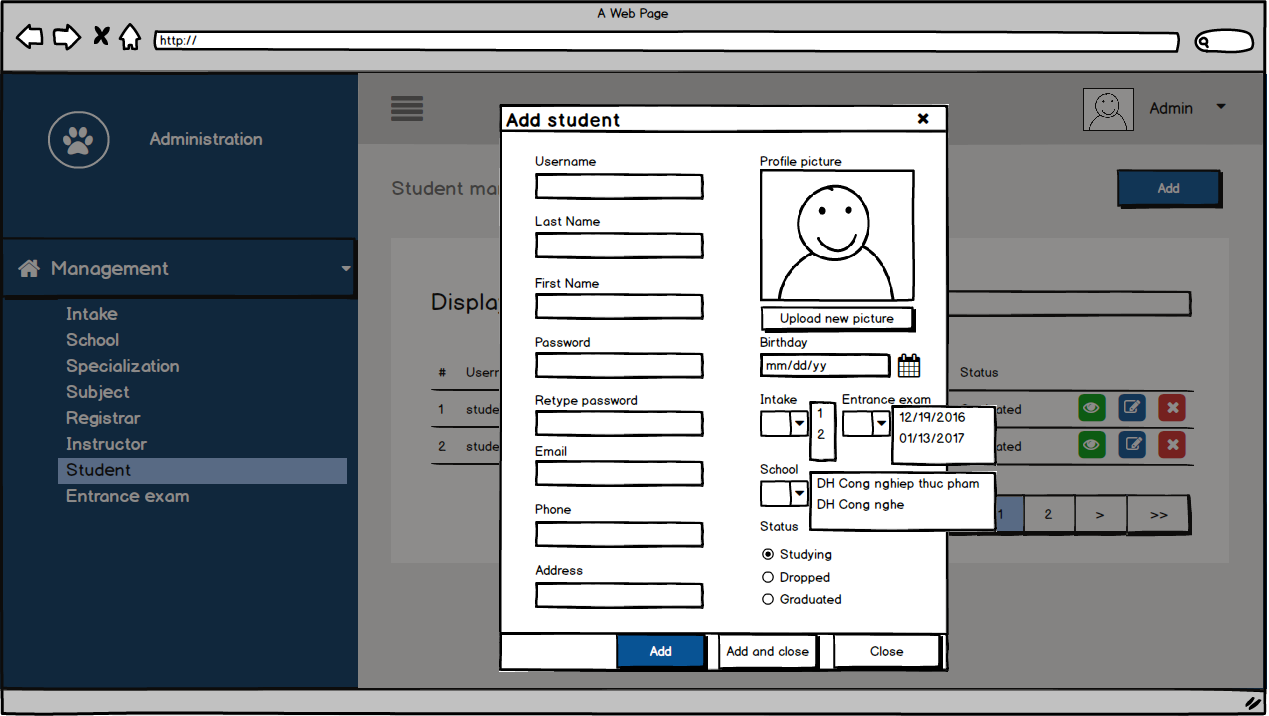 A Web Page
http://
Administration
Admin
Student ma
Add
Management
Intake
School
Specialization
Subject
Registrar
Instructor
Student
Entrance exam
Displa
# Usern Status
1 stude ated
2 stude ated
1 2 > >>
Add student
Username
Last Name
First Name
Password
Retype password
Email
Phone
Address
Profile picture
Upload new picture
Birthday
mm/dd/yy
Intake
1
2
Entrance exam
12/19/2016
01/13/2017
School
DH Cong nghiep thuc pham
DH Cong nghe
Status
Studying
Dropped
Graduated
Add
Add and close
Close